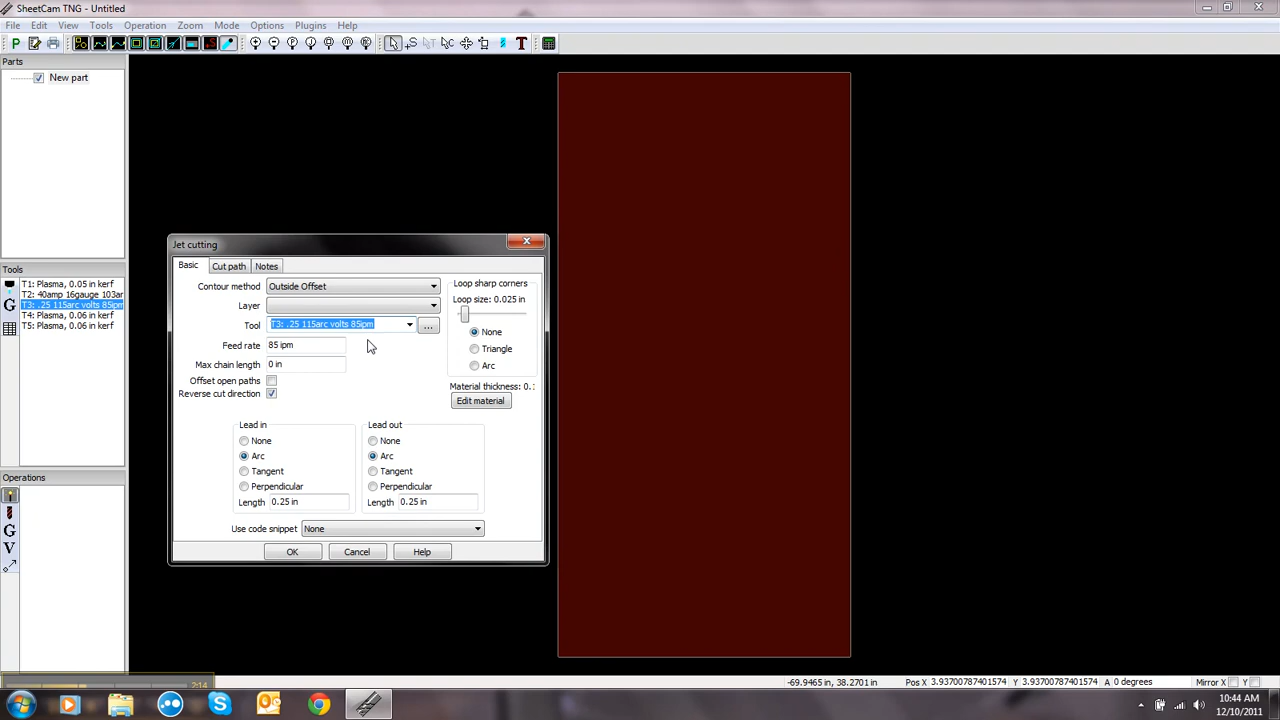 SheetCam TNG - Untitled
File Edit View Tools Operation Zoom Options Mode Plugins Help
Parts
New part
Tools
T1: Plasma, 0.05 in kerf
T2: 40amp 16gauge 103ar
T3: .25 115arc volts 85ipm
T4: Plasma, 0.06 in kerf
T5: Plasma, 0.06 in kerf
Operations
Jet cutting
Basic Cut path Notes
Contour method Outside Offset
Layer
Tool T3: .25 115arc volts 85ipm ...
Feed rate 85 ipm
Max chain length 0 in
Offset open paths
Reverse cut direction
Loop sharp corners
Loop size: 0.025 in
None
Triangle
Arc
Material thickness: 0.
Edit material
Lead in
None
Arc
Tangent
Perpendicular
Length 0.25 in
Lead out
None
Arc
Tangent
Perpendicular
Length 0.25 in
Use code snippet None
OK Cancel Help
2:14
-69.9465in, 38.2701in Pos X 3.93700787401574 Y 3.93700787401574 A 0 degrees Mirror X Y
10:44 AM
12/10/2011